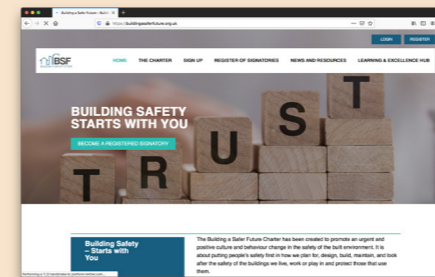 Building a Safer Future - Buil
https://buildingsaferfuture.org.uk
LOGIN REGISTER
BSF
HOME THE CHARTER SIGN UP REGISTER OF SIGNATORIES NEWS AND RESOURCES LEARNING & EXCELLENCE HUB
BUILDING SAFETY
STARTS WITH YOU
BECOME A REGISTERED SIGNATORY
TRUST
Building Safety
– Starts with
You
The Building a Safer Future Charter has been created to promote an urgent and
positive culture and behaviour change in the safety of the built environment. It is
about putting people's safety first in how we plan for, design, build, maintain, and look
after the safety of the buildings we live, work or play in and protect those that use
them.